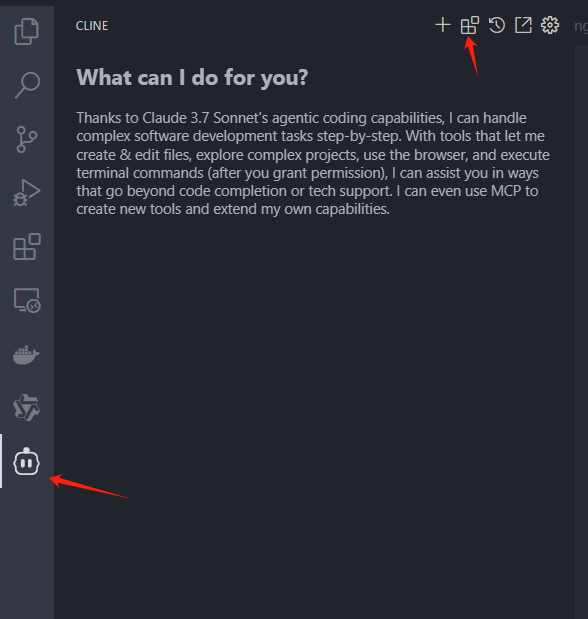 CLINE
What can I do for you?
Thanks to Claude 3.7 Sonnet's agentic coding capabilities, I can handle
complex software development tasks step-by-step. With tools that let me
create & edit files, explore complex projects, use the browser, and execute
terminal commands (after you grant permission), I can assist you in ways
that go beyond code completion or tech support. I can even use MCP to
create new tools and extend my own capabilities.